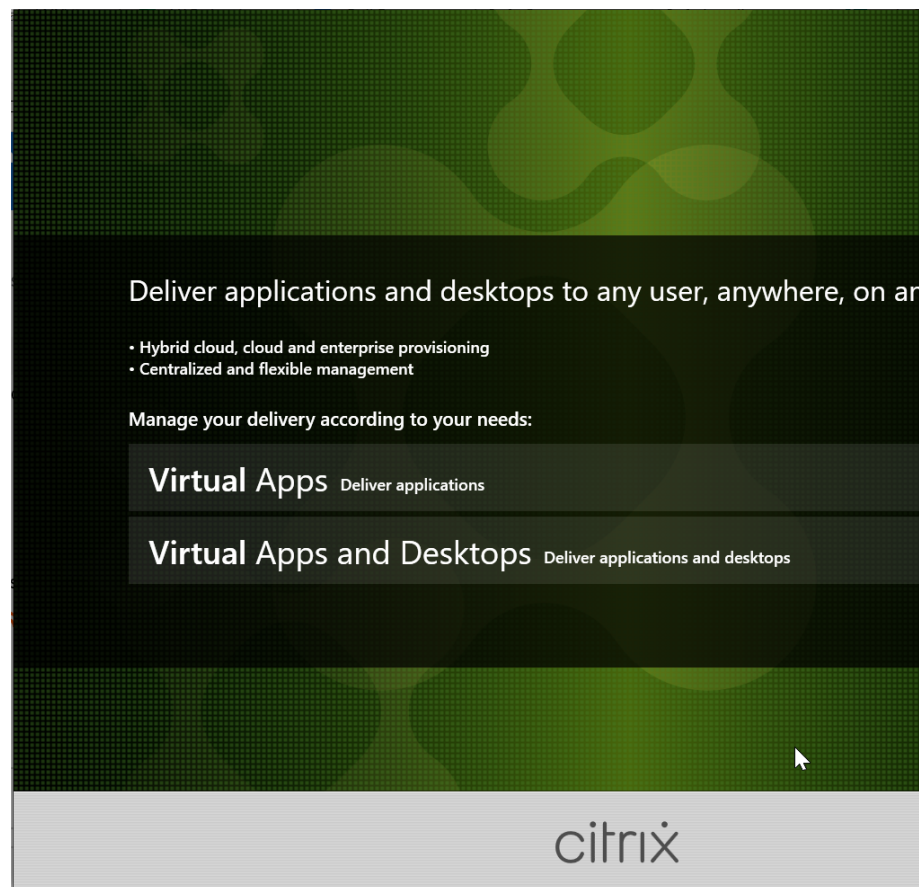 Deliver applications and desktops to any user, anywhere, on
• Hybrid cloud, cloud and enterprise provisioning
• Centralized and flexible management
Manage your delivery according to your needs:
Virtual Apps Deliver applications
Virtual Apps and Desktops Deliver applications and desktops
citrix